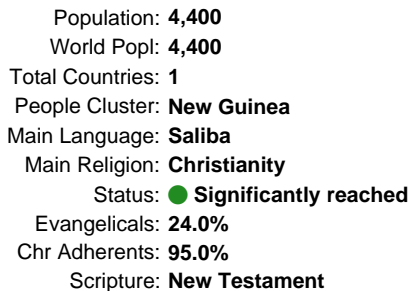 Population: 4,400
World Popl: 4,400
Total Countries: 1
People Cluster: New Guinea
Main Language: Saliba
Main Religion: Christianity
Status: Significantly reached
Evangelicals: 24.0%
Chr Adherents: 95.0%
Scripture: New Testament